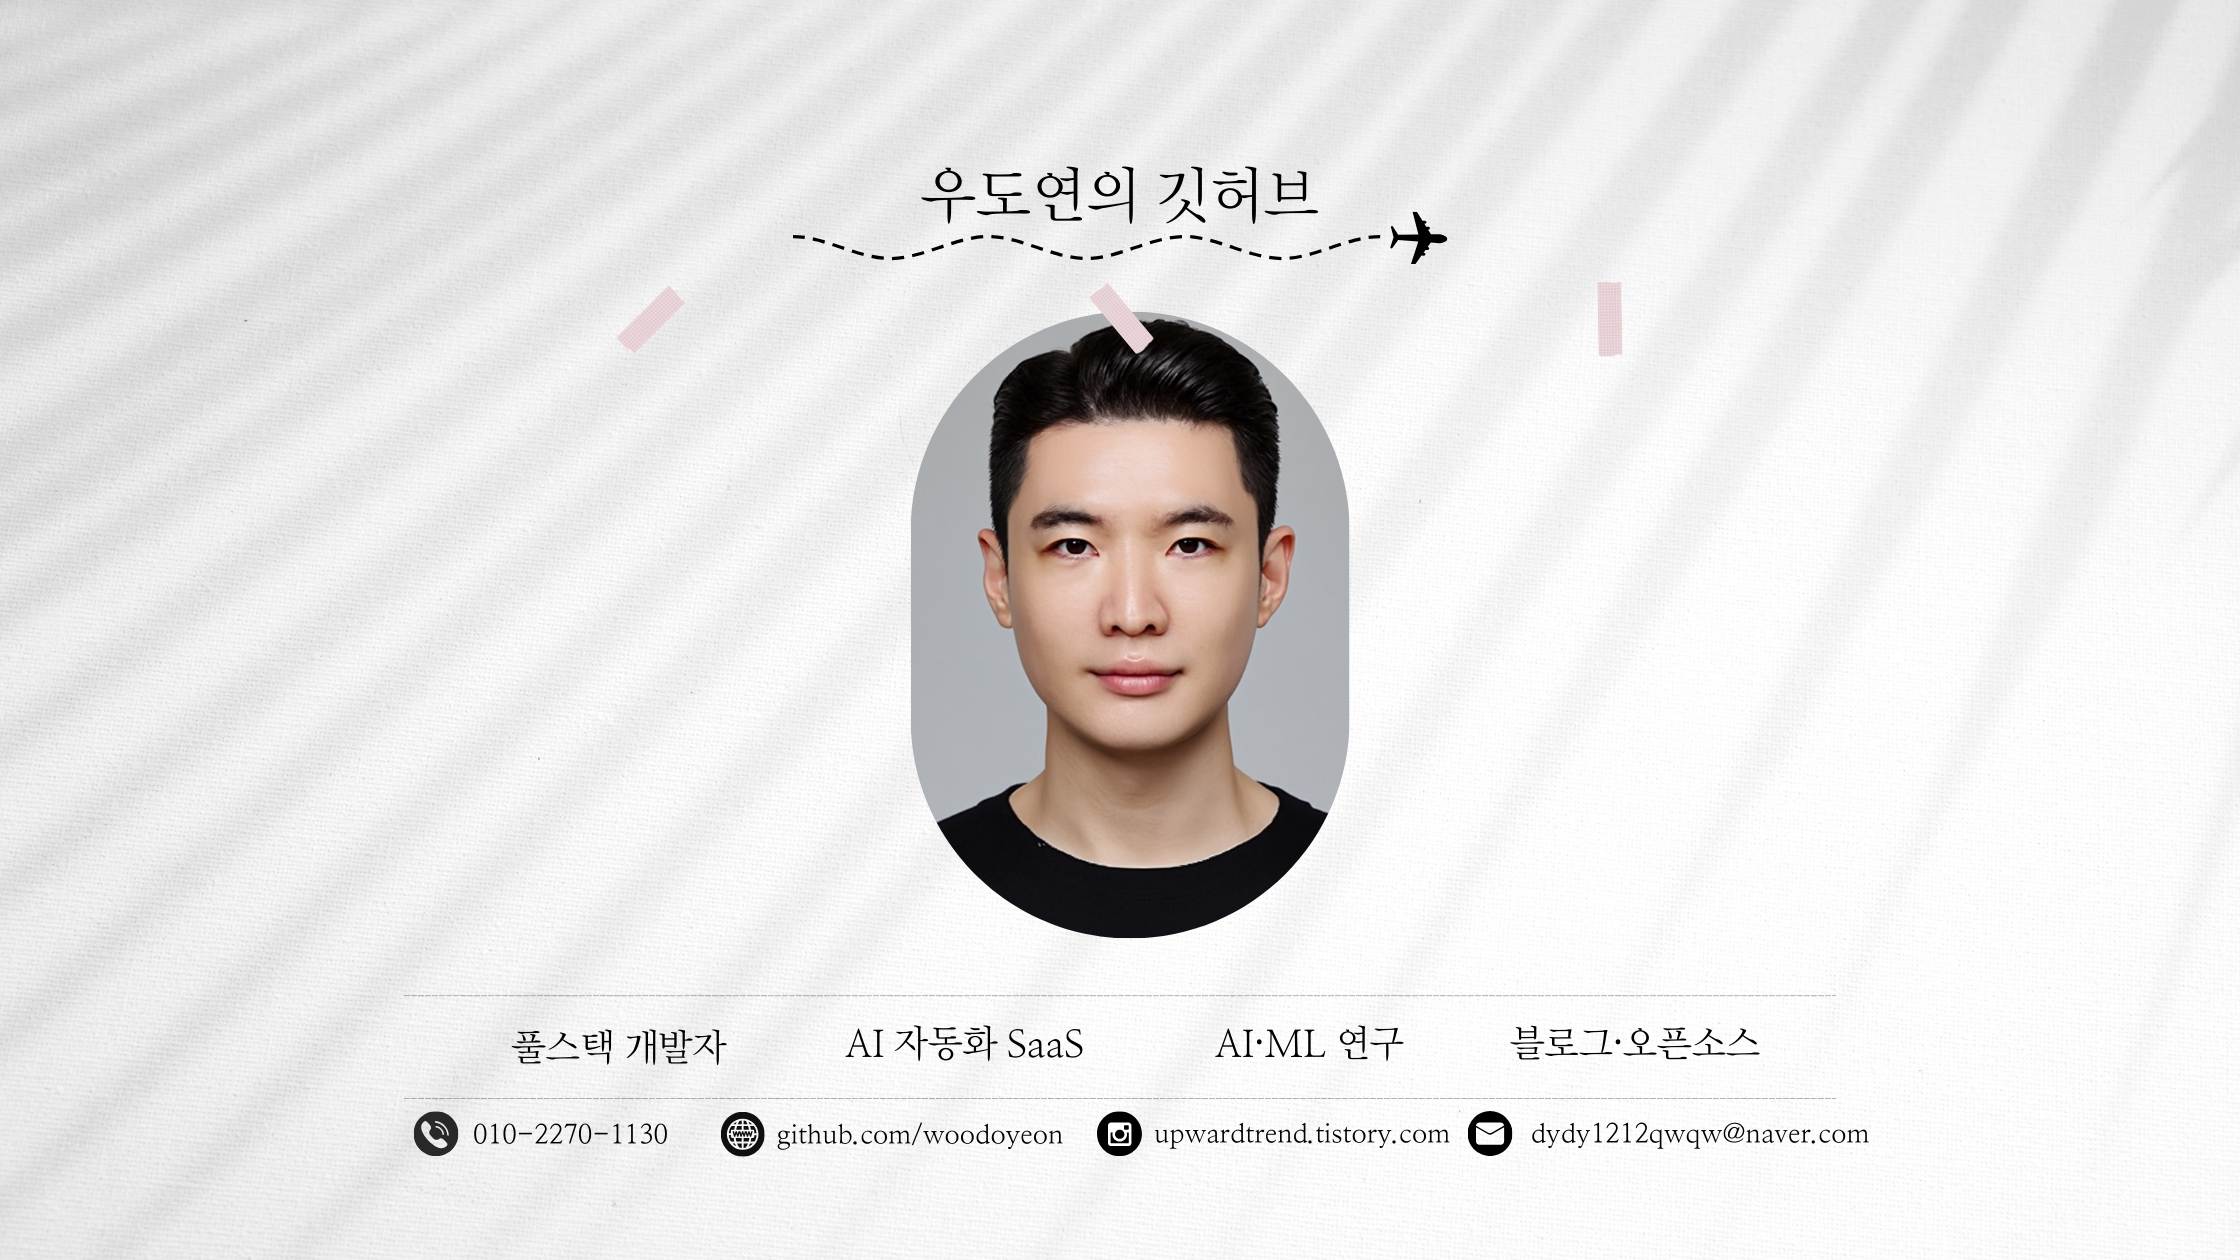 우도연의 깃허브
풀스택 개발자 AI 자동화 SaaS AI·ML 연구 블로그·오픈소스
010-2270-1130 github.com/woodoyeon upwardtrend.tistory.com dydy1212qwqw@naver.com